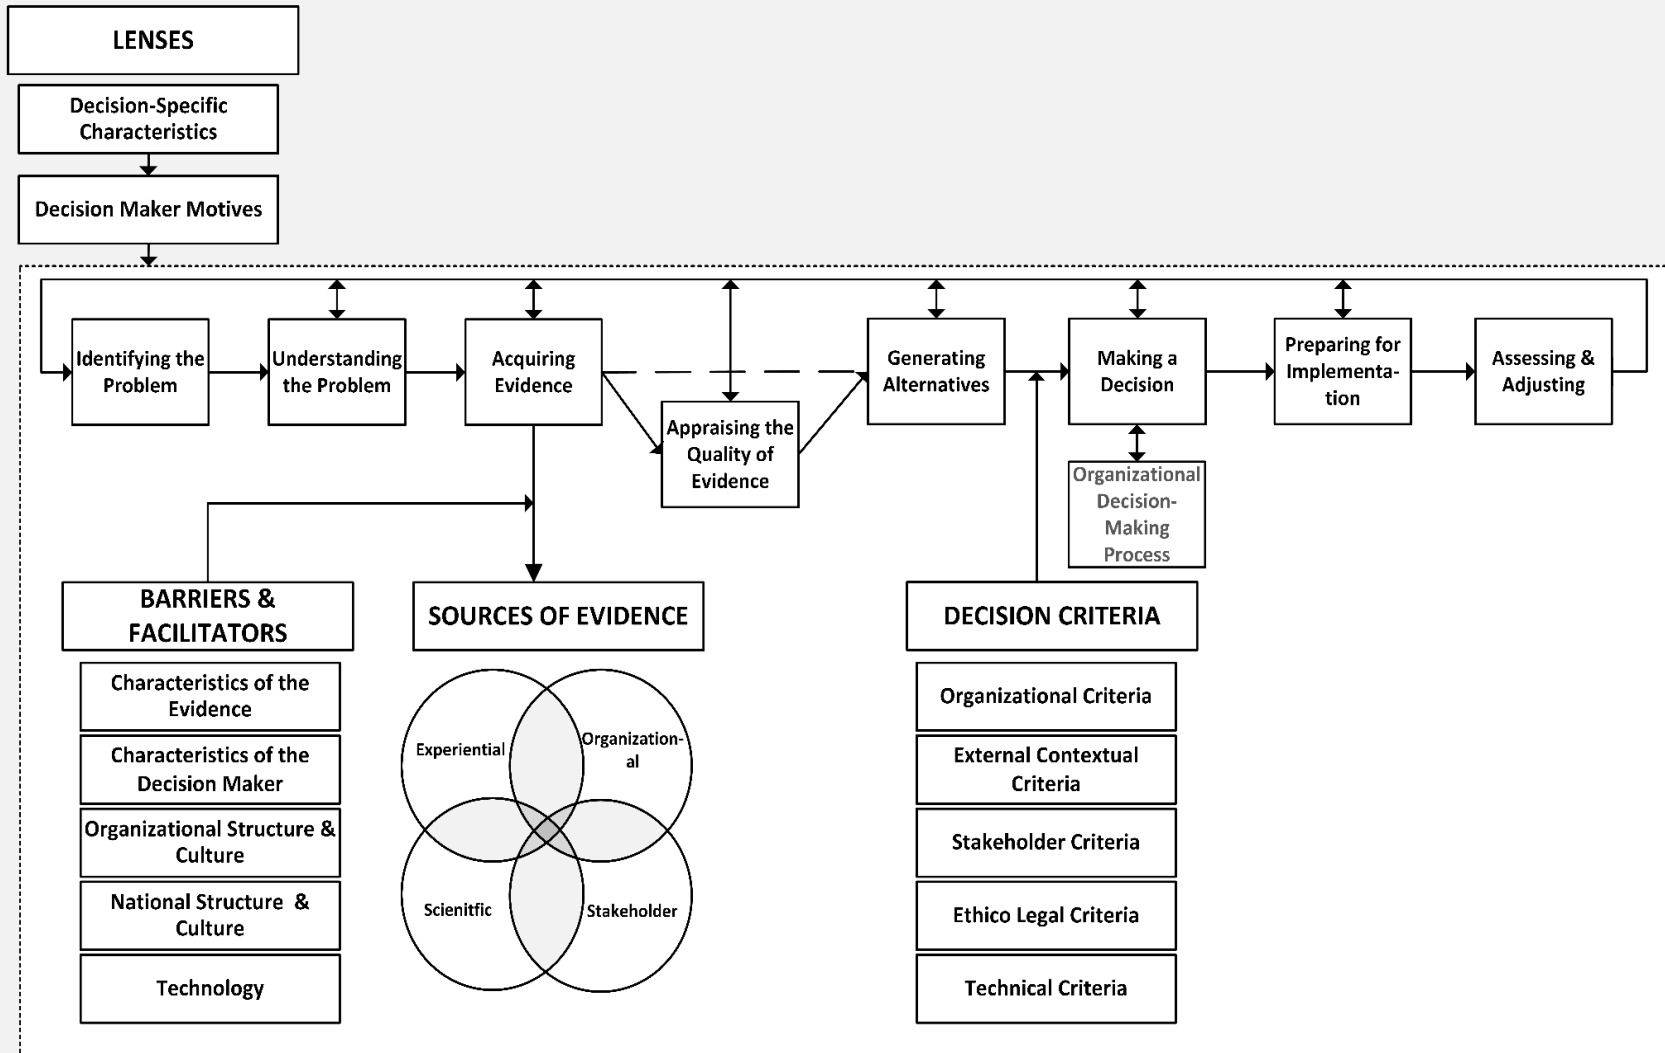 LENSES
Decision-Specific
Characteristics
Decision Maker Motives
Identifying the
Problem
Understanding
the Problem
Acquiring
Evidence
Appraising the
Quality of
Evidence
Generating
Alternatives
Making a
Decision
Preparing for
Implementa-
tion
Assessing &
Adjusting
Organizational
Decision-
Making
Process
BARRIERS &
FACILITATORS
Characteristics of the
Evidence
Characteristics of the
Decision Maker
Organizational Structure &
Culture
National Structure &
Culture
Technology
SOURCES OF EVIDENCE
Experiential
Organization-
al
Scienitfic
Stakeholder
DECISION CRITERIA
Organizational Criteria
External Contextual
Criteria
Stakeholder Criteria
Ethico Legal Criteria
Technical Criteria